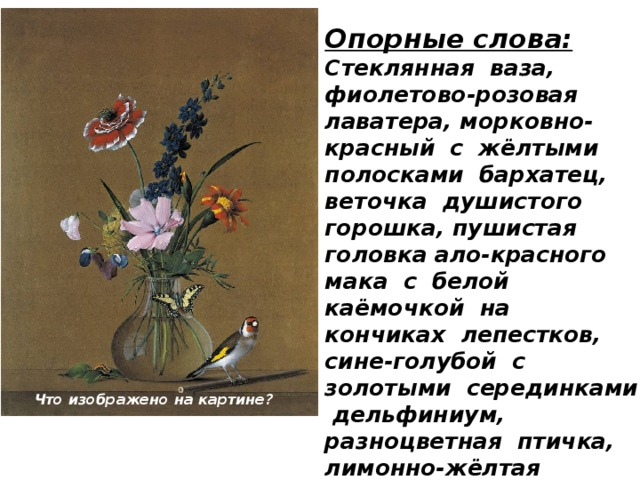 Опорные слова:
Стеклянная ваза,
фиолетово-розовая
лаватера, морковно-
красный с жёлтыми
полосками бархатец,
веточка душистого
горошка, пушистая
головка ало-красного
мака с белой
каёмочкой на
кончиках лепестков,
сине-голубой с
золотыми серединками
дельфиниум,
разноцветная птичка,
лимонно-жёлтая
Что изображено на картине?